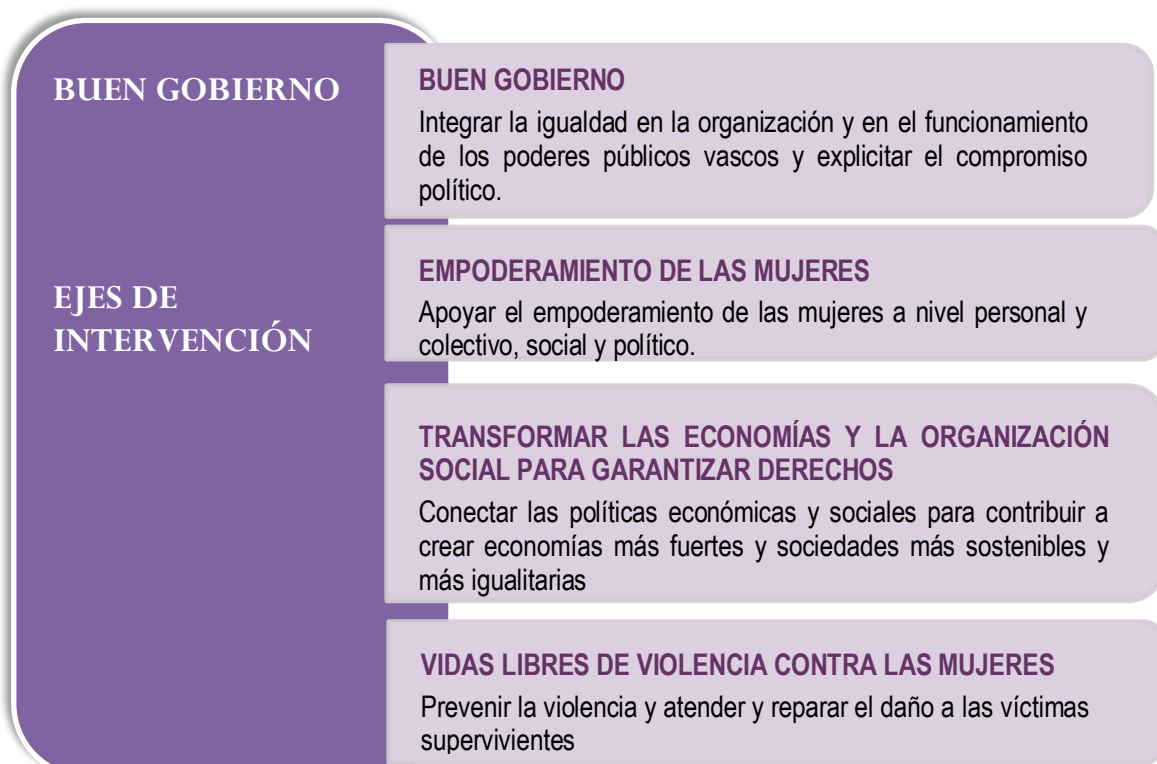 BUEN GOBIERNO
BUEN GOBIERNO
Integrar la igualdad en la organización y en el funcionamiento
de los poderes públicos vascos y explicitar el compromiso
político.
EJES DE
INTERVENCIÓN
EMPODERAMIENTO DE LAS MUJERES
Apoyar el empoderamiento de las mujeres a nivel personal y
colectivo, social y político.
TRANSFORMAR LAS ECONOMÍAS Y LA ORGANIZACIÓN
SOCIAL PARA GARANTIZAR DERECHOS
Conectar las políticas económicas y sociales para contribuir a
crear economías más fuertes y sociedades más sostenibles y
más igualitarias
VIDAS LIBRES DE VIOLENCIA CONTRA LAS MUJERES
Prevenir la violencia y atender y reparar el daño a las víctimas
supervivientes